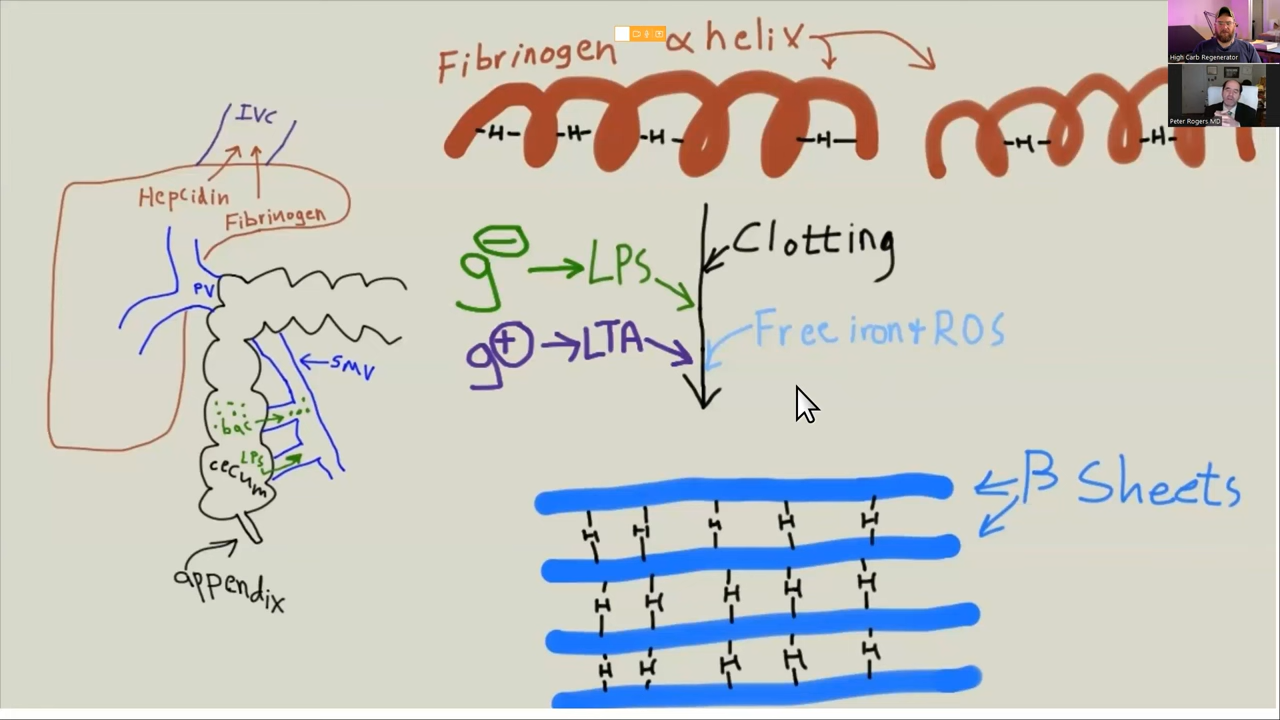 Fibrinogen α helix
-H- -H- -H- -H- -H- -H-
IVC
Hepcidin
Fibrinogen
PV
g⊖ → LPS
Clotting
g⊕ → LTA
Free iron + ROS
SMV
bac
LPS
cecum
appendix
β Sheets
H H H H H
H H H H H
H H H H H
High Carb Regenerator
Peter Rogers MD